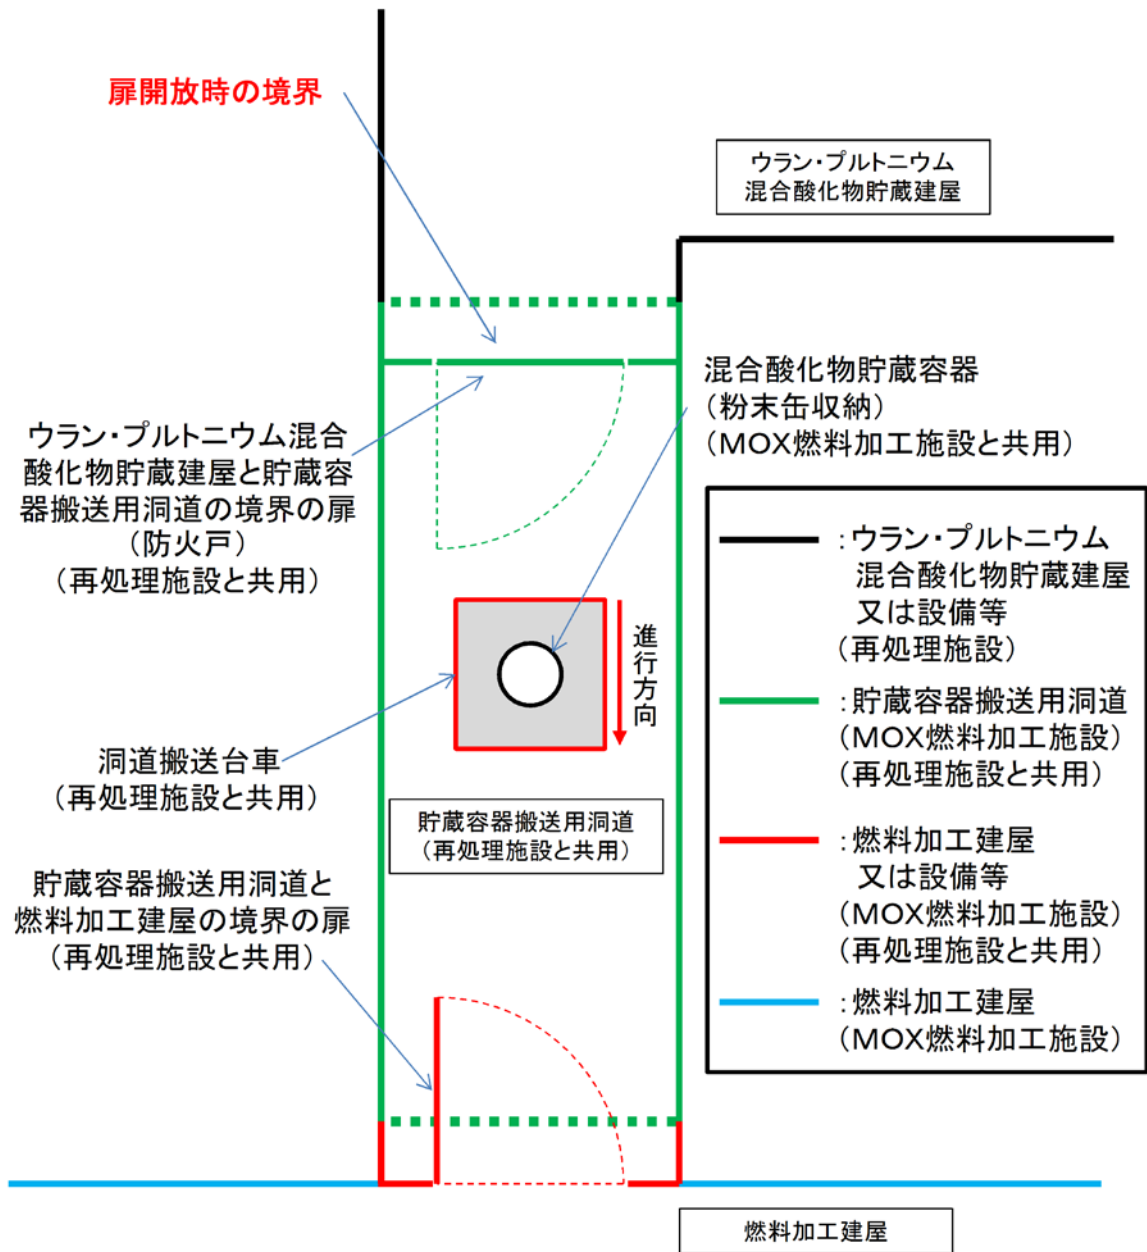 扉開放時の境界
ウラン・プルトニウム
混合酸化物貯蔵建屋
混合酸化物貯蔵容器
（粉末缶収納）
（MOX燃料加工施設と共用）
ウラン・プルトニウム混合
酸化物貯蔵建屋と貯蔵容
器搬送用洞道の境界の扉
（防火戸）
（再処理施設と共用）
進行方向
洞道搬送台車
（再処理施設と共用）
貯蔵容器搬送用洞道
（再処理施設と共用）
貯蔵容器搬送用洞道と
燃料加工建屋の境界の扉
（再処理施設と共用）
：ウラン・プルトニウム
混合酸化物貯蔵建屋
又は設備等
（再処理施設）
：貯蔵容器搬送用洞道
（MOX燃料加工施設）
（再処理施設と共用）
：燃料加工建屋
又は設備等
（MOX燃料加工施設）
（再処理施設と共用）
：燃料加工建屋
（MOX燃料加工施設）
燃料加工建屋